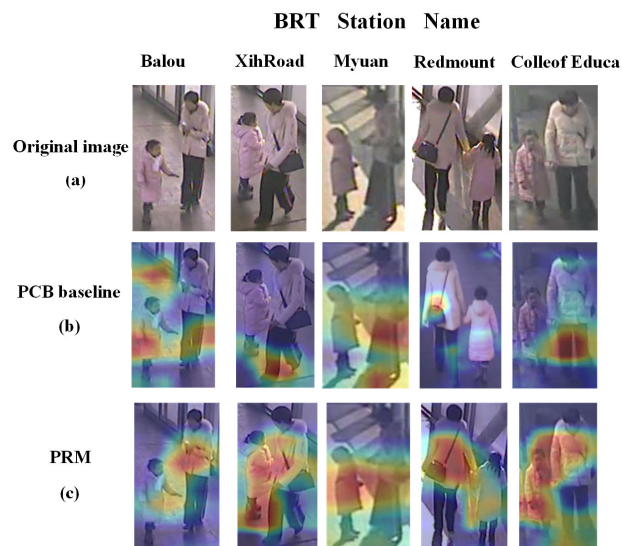 BRT Station Name
Balou XihRoad Myuan Redmount Colleof Educa
Original image
(a)
PCB baseline
(b)
PRM
(c)